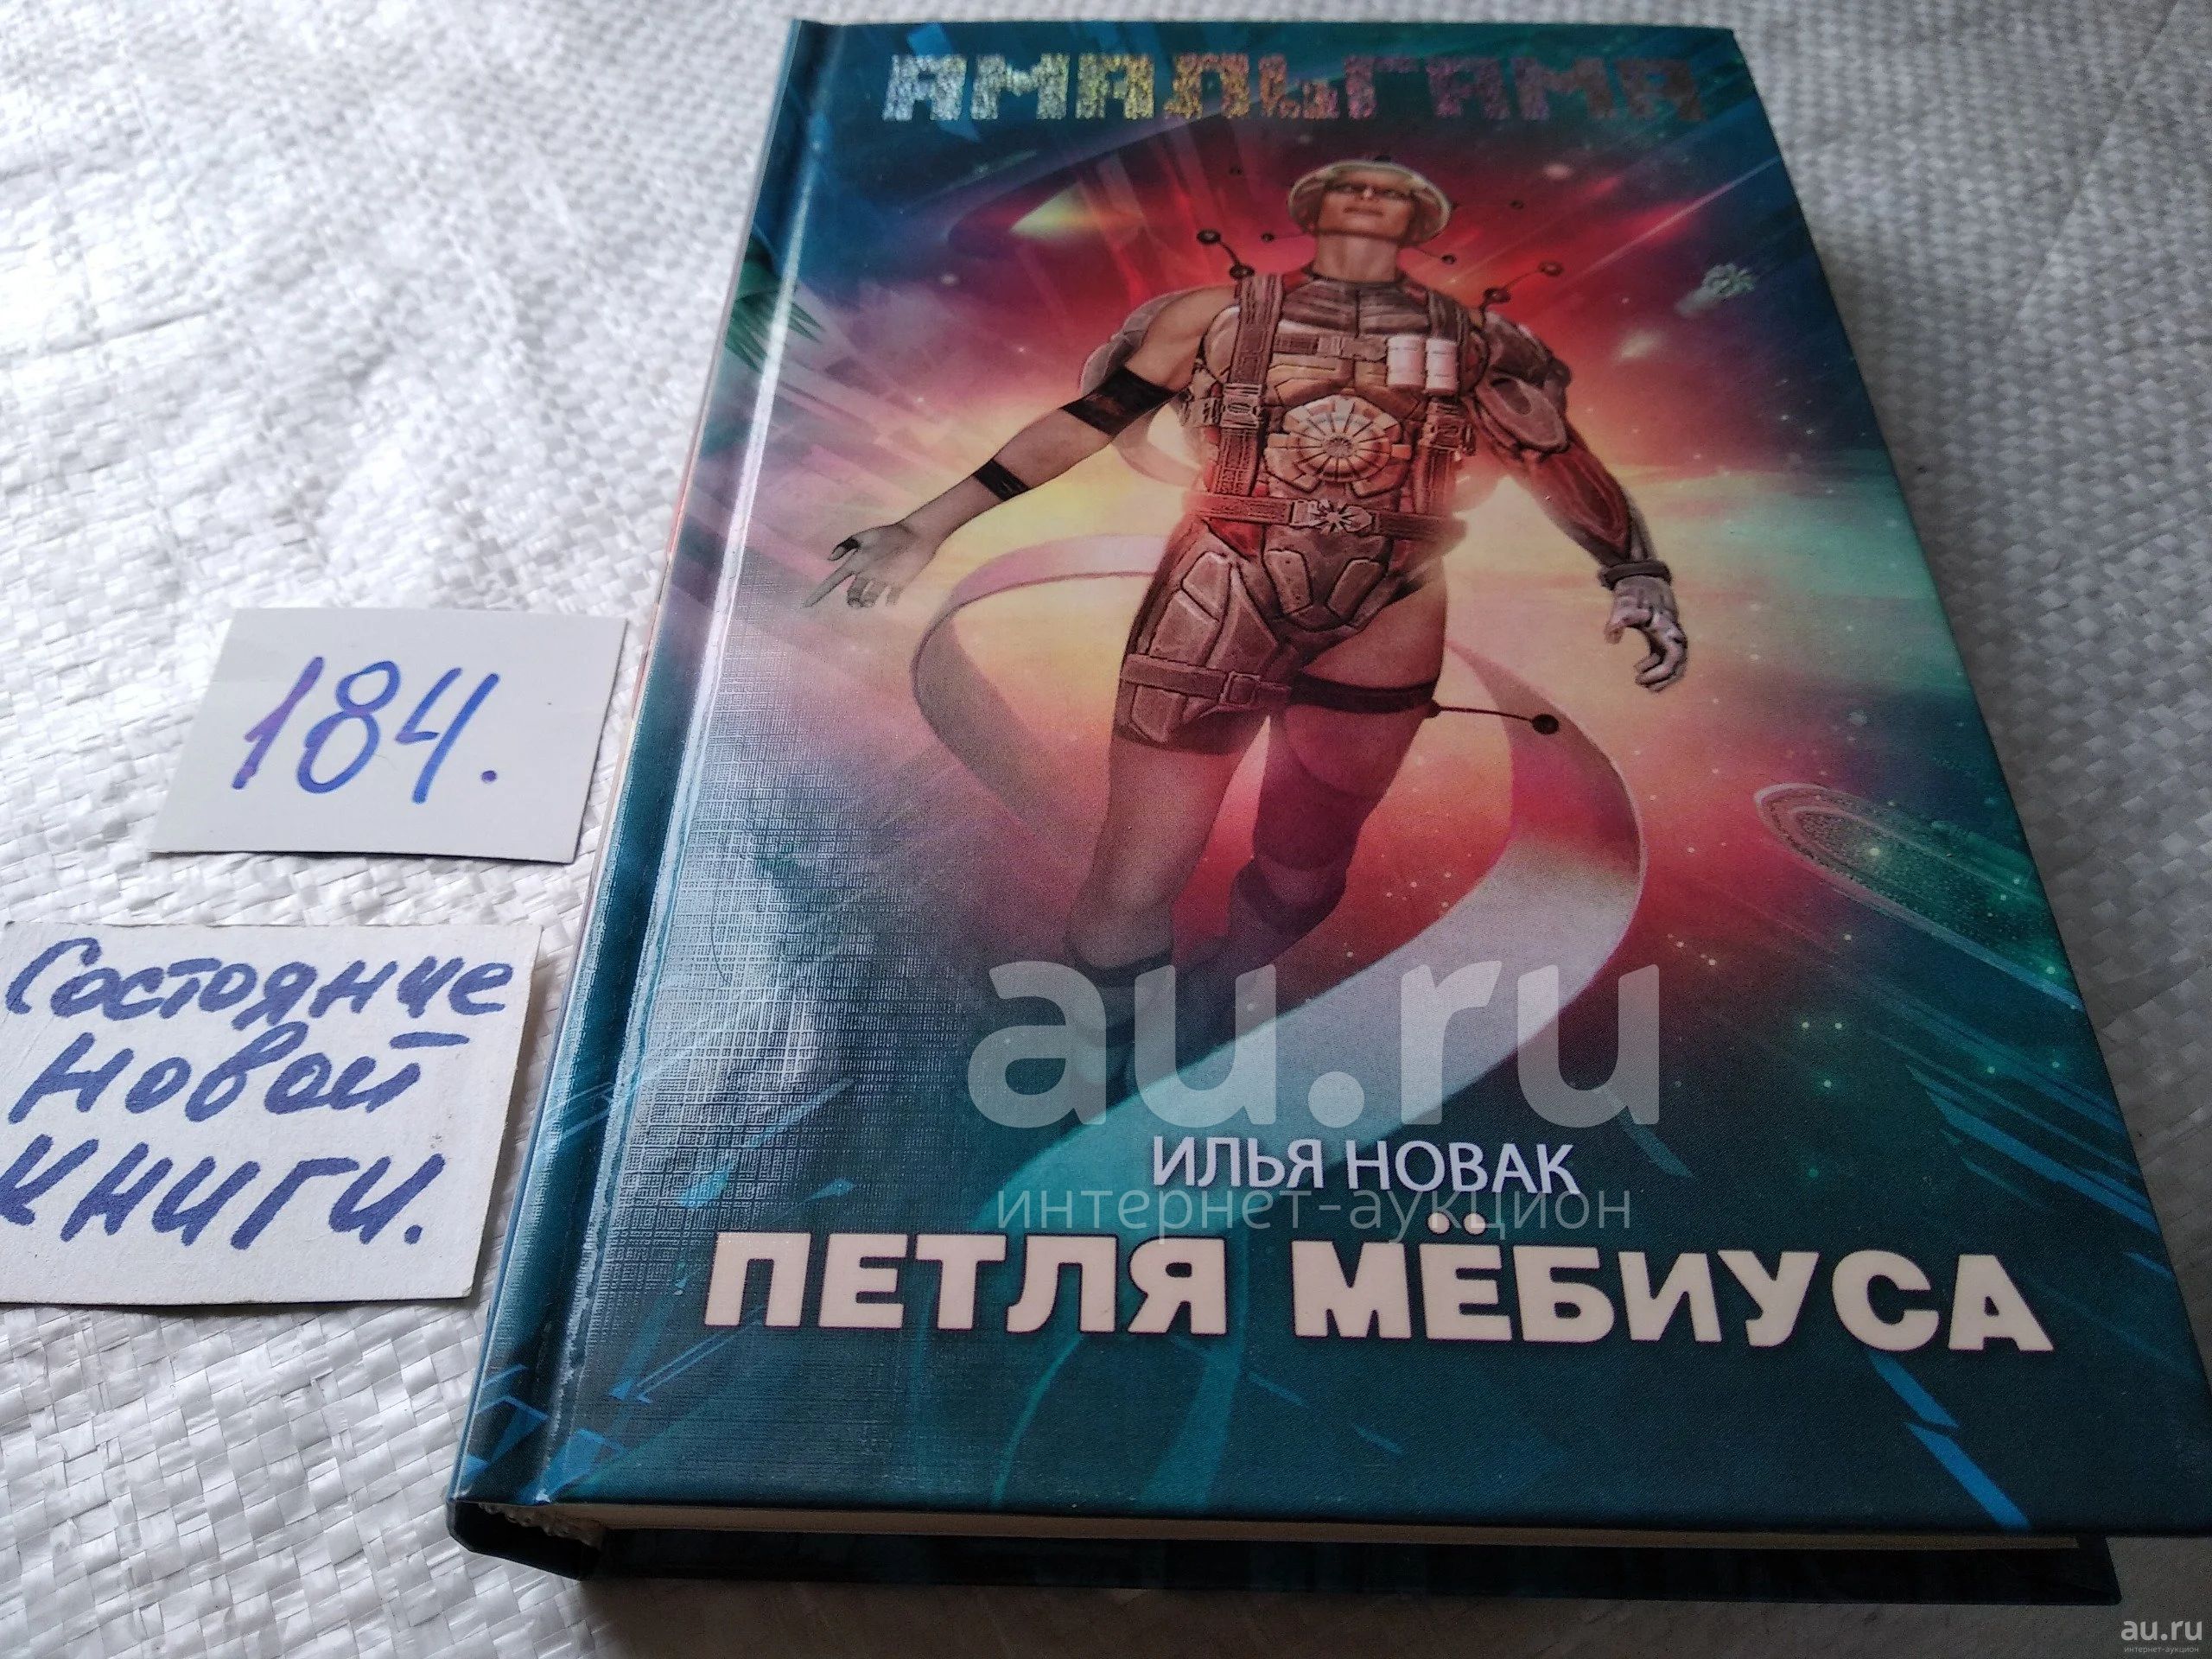 АМАЛЬГАМА
184.
Состояние
новой
книги.
au.ru
ИЛЬЯ НОВАК
интернет-аукцион
ПЕТЛЯ МЁБИУСА
au.ru
интернет-аукцион